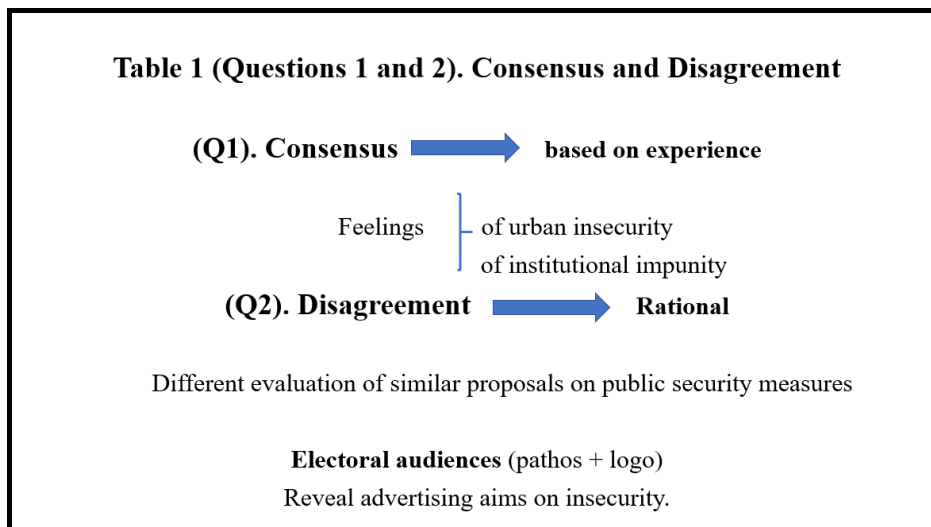 Table 1 (Questions 1 and 2). Consensus and Disagreement
(Q1). Consensus based on experience
Feelings of urban insecurity
of institutional impunity
(Q2). Disagreement Rational
Different evaluation of similar proposals on public security measures
Electoral audiences (pathos + logo)
Reveal advertising aims on insecurity.